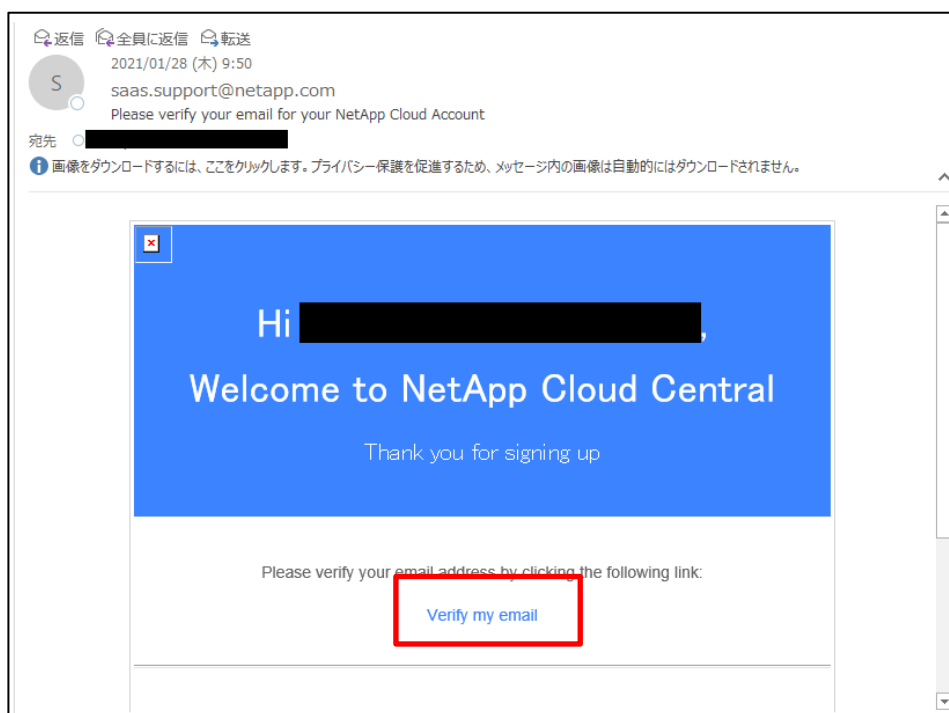 返信 全員に返信 転送
2021/01/28 (木) 9:50
S
saas.support@netapp.com
Please verify your email for your NetApp Cloud Account
宛先
画像をダウンロードするには、ここをクリックします。プライバシー保護を促進するため、メッセージ内の画像は自動的にはダウンロードされません。
Hi ,
Welcome to NetApp Cloud Central
Thank you for signing up
Please verify your email address by clicking the following link:
Verify my email